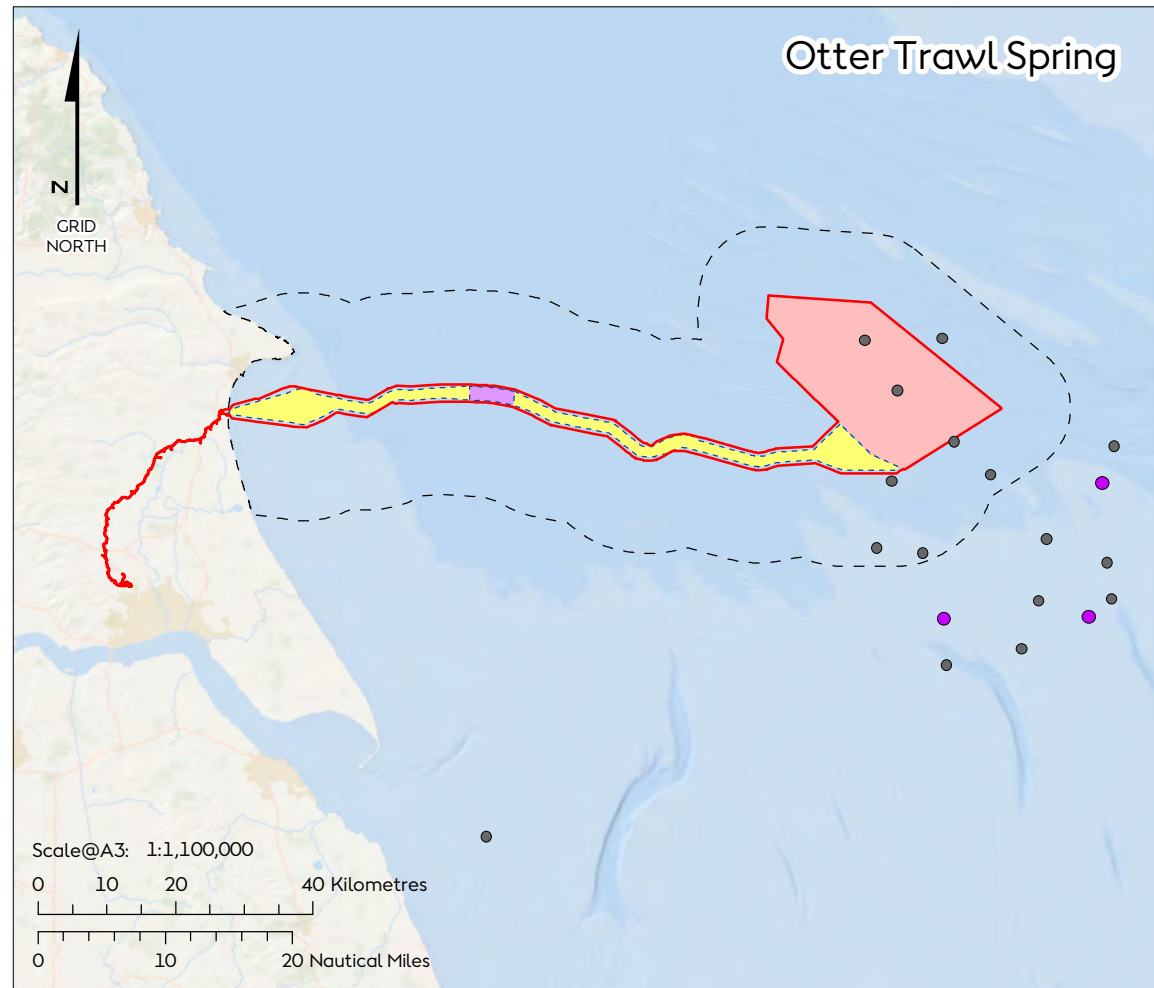 Otter Trawl Spring
N
GRID
NORTH
Scale@A3: 1:1,100,000
0 10 20 40 Kilometres
0 10 20 Nautical Miles